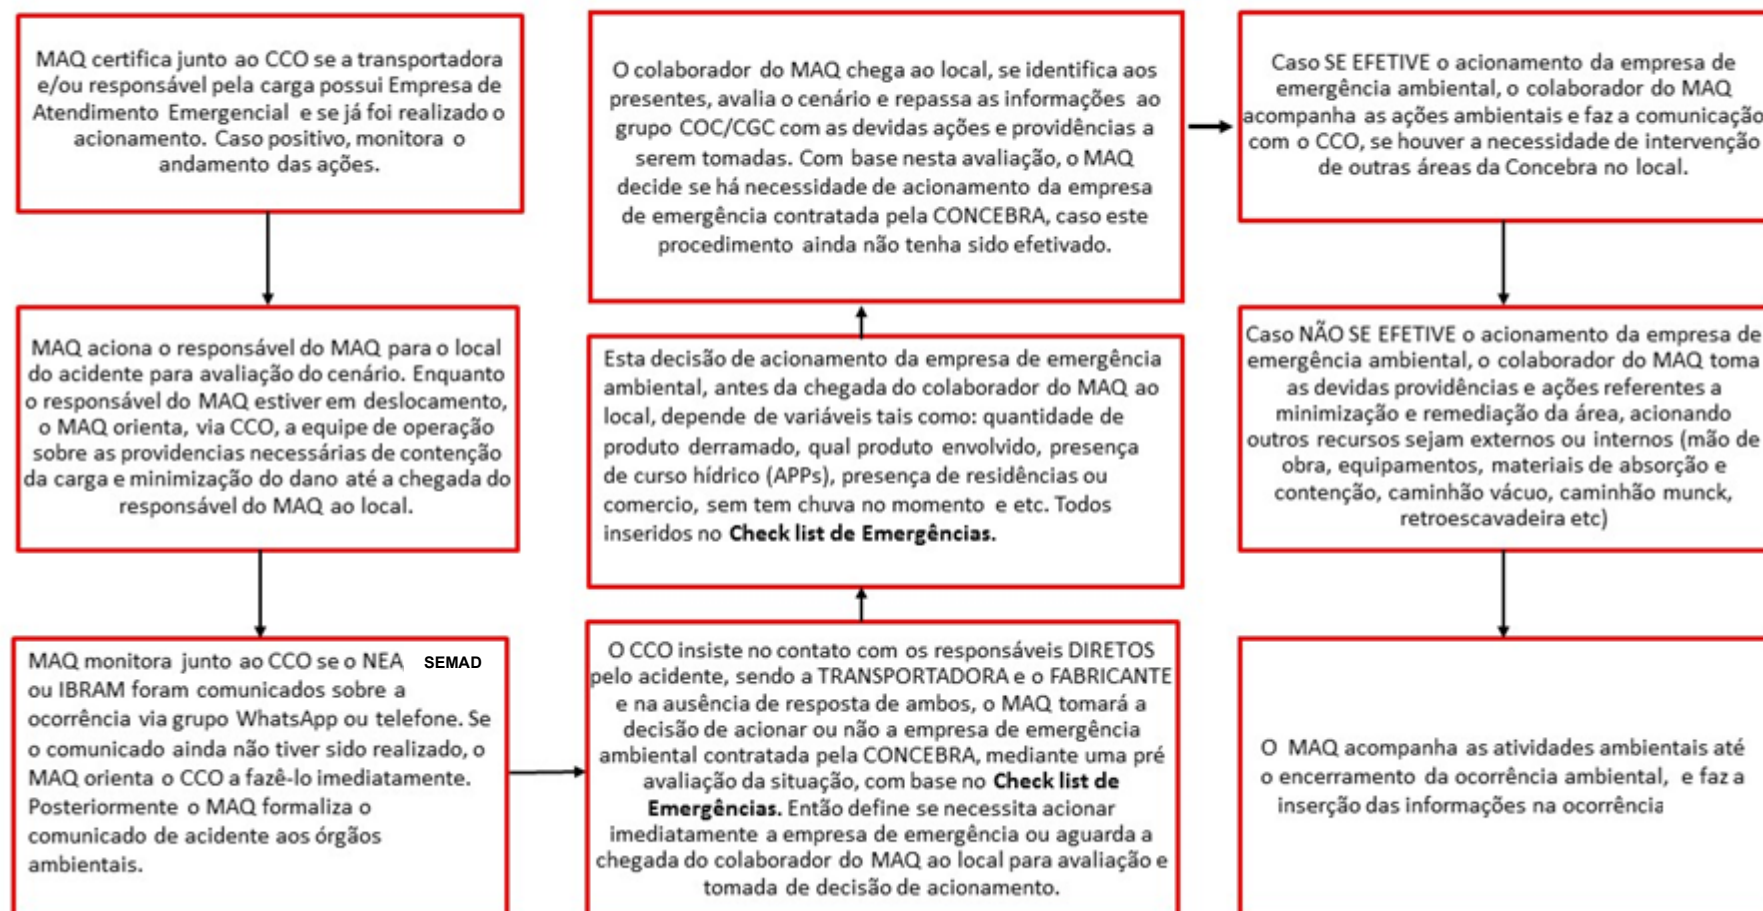 MAQ certifica junto ao CCO se a transportadora
e/ou responsável pela carga possui Empresa de
Atendimento Emergencial e se já foi realizado o
acionamento. Caso positivo, monitora o
andamento das ações.
MAQ aciona o responsável do MAQ para o local
do acidente para avaliação do cenário. Enquanto
o responsável do MAQ estiver em deslocamento,
o MAQ orienta, via CCO, a equipe de operação
sobre as providencias necessárias de contenção
da carga e minimização do dano até a chegada do
responsável do MAQ ao local.
MAQ monitora junto ao CCO se o NEA SEMAD
ou IBRAM foram comunicados sobre a
ocorrência via grupo WhatsApp ou telefone. Se
o comunicado ainda não tiver sido realizado, o
MAQ orienta o CCO a fazê-lo imediatamente.
Posteriormente o MAQ formaliza o
comunicado de acidente aos órgãos
ambientais.
O CCO insiste no contato com os responsáveis DIRETOS
pelo acidente, sendo a TRANSPORTADORA e o FABRICANTE
e na ausência de resposta de ambos, o MAQ tomará a
decisão de acionar ou não a empresa de emergência
ambiental contratada pela CONCEBRA, mediante uma pré
avaliação da situação, com base no Check list de
Emergências. Então define se necessita acionar
imediatamente a empresa de emergência ou aguarda a
chegada do colaborador do MAQ ao local para avaliação e
tomada de decisão de acionamento.
Esta decisão de acionamento da empresa de emergência
ambiental, antes da chegada do colaborador do MAQ ao
local, depende de variáveis tais como: quantidade de
produto derramado, qual produto envolvido, presença
de curso hídrico (APPs), presença de residências ou
comercio, sem tem chuva no momento e etc. Todos
inseridos no Check list de Emergências.
O colaborador do MAQ chega ao local, se identifica aos
presentes, avalia o cenário e repassa as informações ao
grupo COC/CGC com as devidas ações e providências a
serem tomadas. Com base nesta avaliação, o MAQ
decide se há necessidade de acionamento da empresa
de emergência contratada pela CONCEBRA, caso este
procedimento ainda não tenha sido efetivado.
Caso SE EFETIVE o acionamento da empresa de
emergência ambiental, o colaborador do MAQ
acompanha as ações ambientais e faz a comunicação
com o CCO, se houver a necessidade de intervenção
de outras áreas da Concebra no local.
Caso NÃO SE EFETIVE o acionamento da empresa de
emergência ambiental, o colaborador do MAQ toma
as devidas providências e ações referentes a
minimização e remediação da área, acionando
outros recursos sejam externos ou internos (mão de
obra, equipamentos, materiais de absorção e
contenção, caminhão vácuo, caminhão munck,
retroescavadeira etc)
O MAQ acompanha as atividades ambientais até
o encerramento da ocorrência ambiental, e faz a
inserção das informações na ocorrência